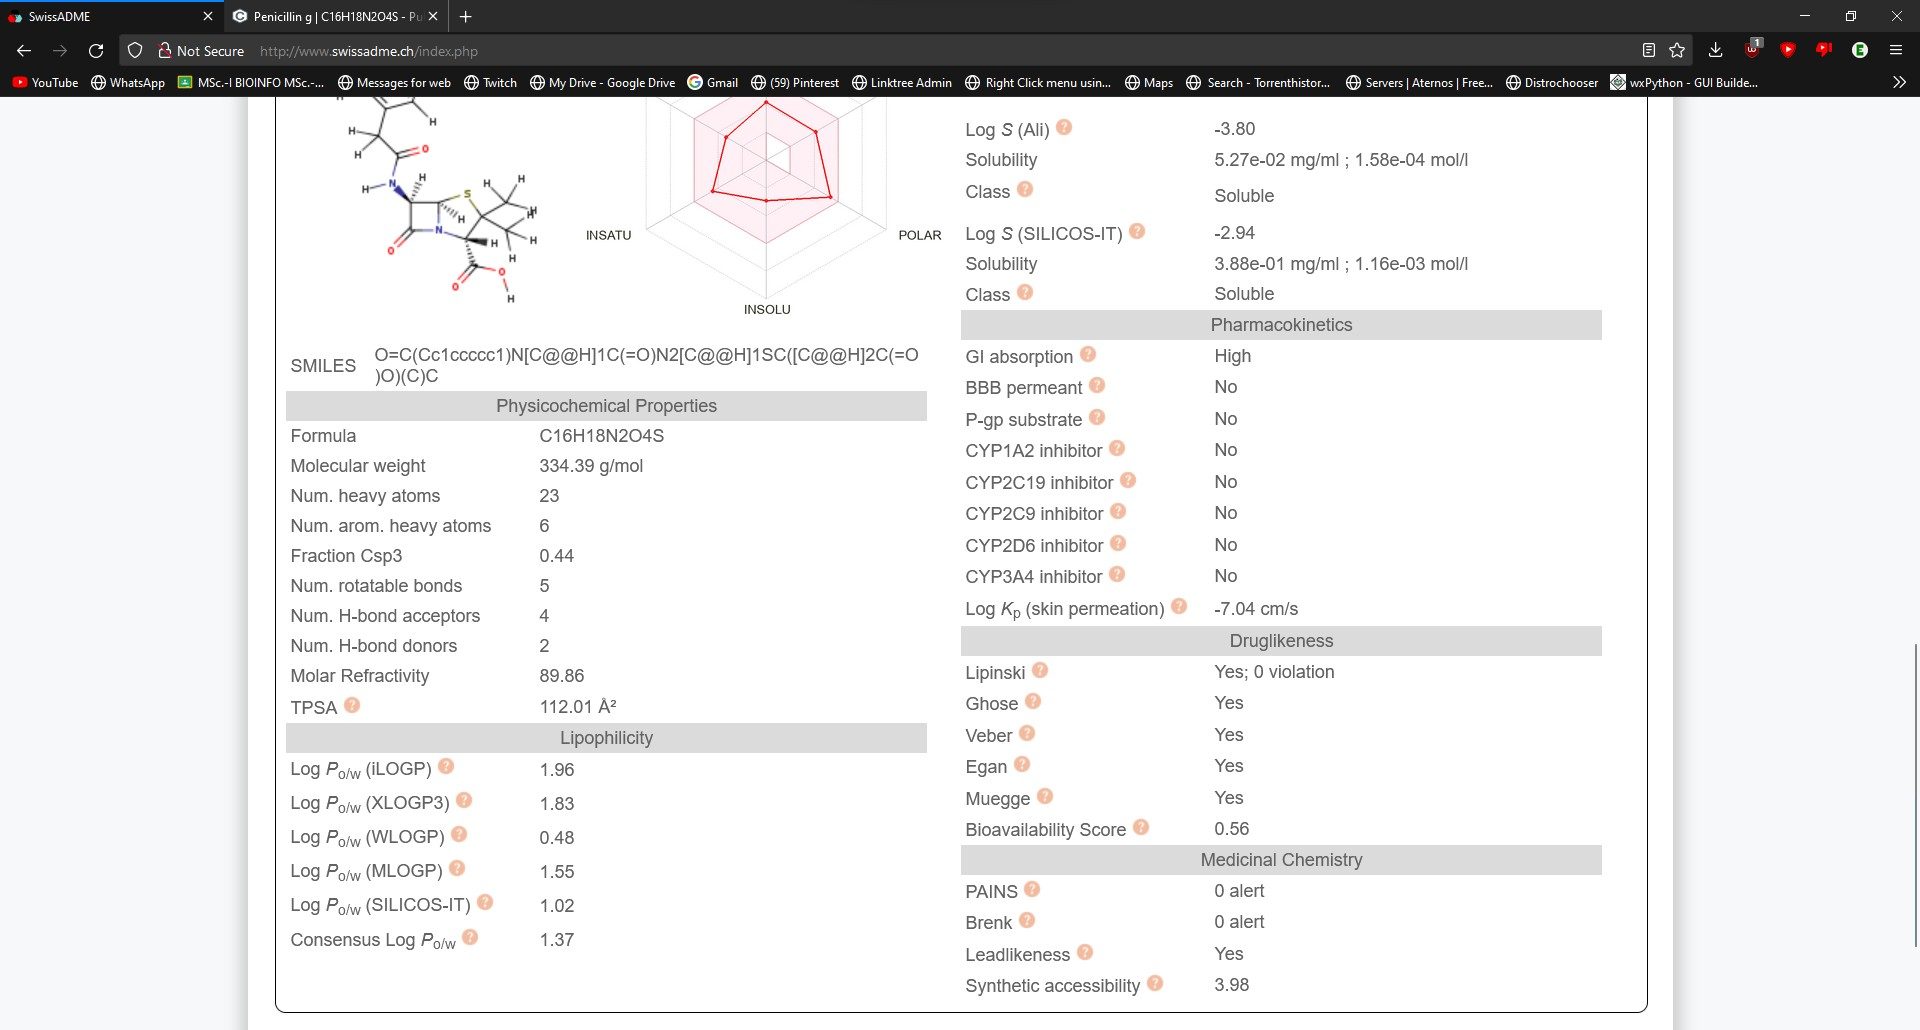 SwissADME
Penicillin g | C16H18N2O4S - Pu
Not Secure http://www.swissadme.ch/index.php
1
YouTube WhatsApp MSc.-I BIOINFO MSc.-... Messages for web Twitch My Drive - Google Drive Gmail (59) Pinterest Linktree Admin Right Click menu usin... Maps Search - Torrenthistor... Servers | Aternos | Free... Distrochooser wxPython - GUI Builde...
H H
H
H O
N H
H
S H H
H
H
O N H H
H
O O
H
INSATU
POLAR
INSOLU
SMILES O=C(Cc1ccccc1)N[C@@H]1C(=O)N2[C@@H]1SC([C@@H]2C(=O
)O)(C)C
Physicochemical Properties
Formula C16H18N2O4S
Molecular weight 334.39 g/mol
Num. heavy atoms 23
Num. arom. heavy atoms 6
Fraction Csp3 0.44
Num. rotatable bonds 5
Num. H-bond acceptors 4
Num. H-bond donors 2
Molar Refractivity 89.86
TPSA ? 112.01 Å²
Lipophilicity
Log Po/w (iLOGP) ? 1.96
Log Po/w (XLOGP3) ? 1.83
Log Po/w (WLOGP) ? 0.48
Log Po/w (MLOGP) ? 1.55
Log Po/w (SILICOS-IT) ? 1.02
Consensus Log Po/w ? 1.37
Log S (Ali) ? -3.80
Solubility 5.27e-02 mg/ml ; 1.58e-04 mol/l
Class ? Soluble
Log S (SILICOS-IT) ? -2.94
Solubility 3.88e-01 mg/ml ; 1.16e-03 mol/l
Class ? Soluble
Pharmacokinetics
GI absorption ? High
BBB permeant ? No
P-gp substrate ? No
CYP1A2 inhibitor ? No
CYP2C19 inhibitor ? No
CYP2C9 inhibitor ? No
CYP2D6 inhibitor ? No
CYP3A4 inhibitor ? No
Log Kp (skin permeation) ? -7.04 cm/s
Druglikeness
Lipinski ? Yes; 0 violation
Ghose ? Yes
Veber ? Yes
Egan ? Yes
Muegge ? Yes
Bioavailability Score ? 0.56
Medicinal Chemistry
PAINS ? 0 alert
Brenk ? 0 alert
Leadlikeness ? Yes
Synthetic accessibility ? 3.98